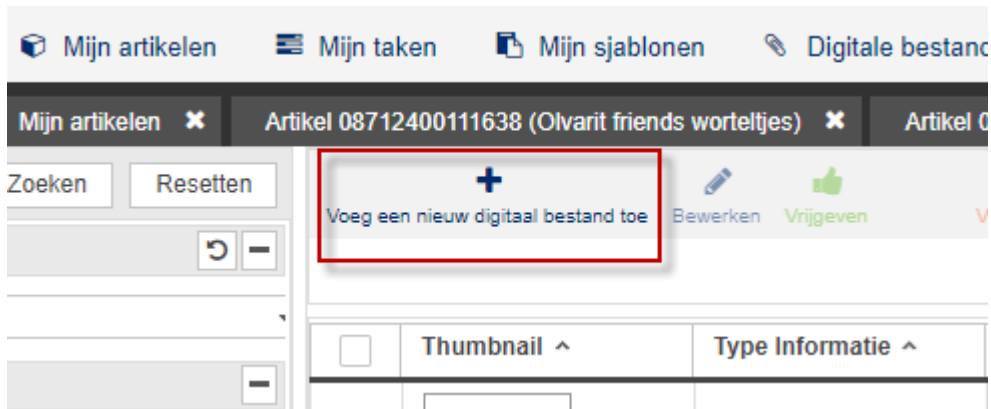 Mijn artikelen Mijn taken Mijn sjablonen Digitale bestand
Mijn artikelen Artikel 08712400111638 (Olvarit friends worteltjes) Artikel 0
Zoeken Resetten
Voeg een nieuw digitaal bestand toe Bewerken Vrijgeven V
Thumbnail Type Informatie